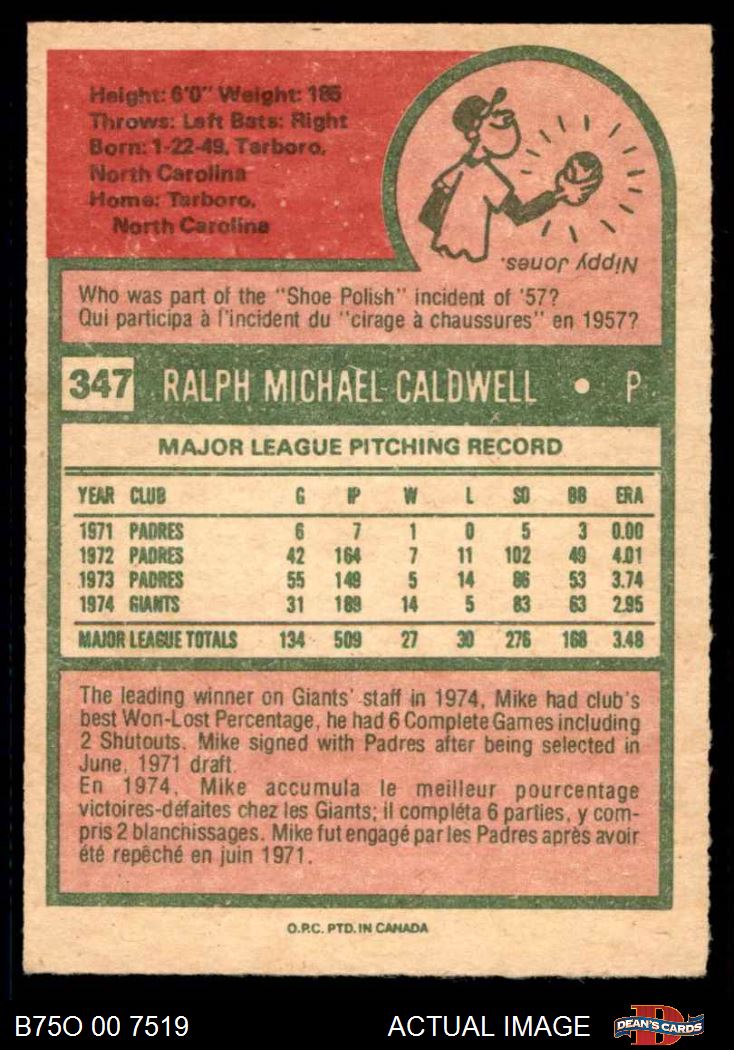 Height: 6'0" Weight: 185
Throws: Left Bats: Right
Born: 1-22-49, Tarboro,
North Carolina
Home: Tarboro,
North Carolina
Nippy Jones.
Who was part of the "Shoe Polish" incident of '57?
Qui participa à l'incident du "cirage à chaussures" en 1957?
347 RALPH MICHAEL CALDWELL • P
MAJOR LEAGUE PITCHING RECORD
YEAR CLUB G IP W L SO BB ERA
1971 PADRES 6 7 1 0 5 3 0.00
1972 PADRES 42 164 7 11 102 49 4.01
1973 PADRES 55 149 5 14 86 53 3.74
1974 GIANTS 31 189 14 5 83 63 2.95
MAJOR LEAGUE TOTALS 134 509 27 30 276 168 3.48
The leading winner on Giants' staff in 1974, Mike had club's
best Won-Lost Percentage, he had 6 Complete Games including
2 Shutouts. Mike signed with Padres after being selected in
June, 1971 draft.
En 1974, Mike accumula le meilleur pourcentage
victoires-défaites chez les Giants; il compléta 6 parties, y com-
pris 2 blanchissages. Mike fut engagé par les Padres après avoir
été repêché en juin 1971.
O.P.C. PTD. IN CANADA
B75O 00 7519 ACTUAL IMAGE DEAN'S CARDS